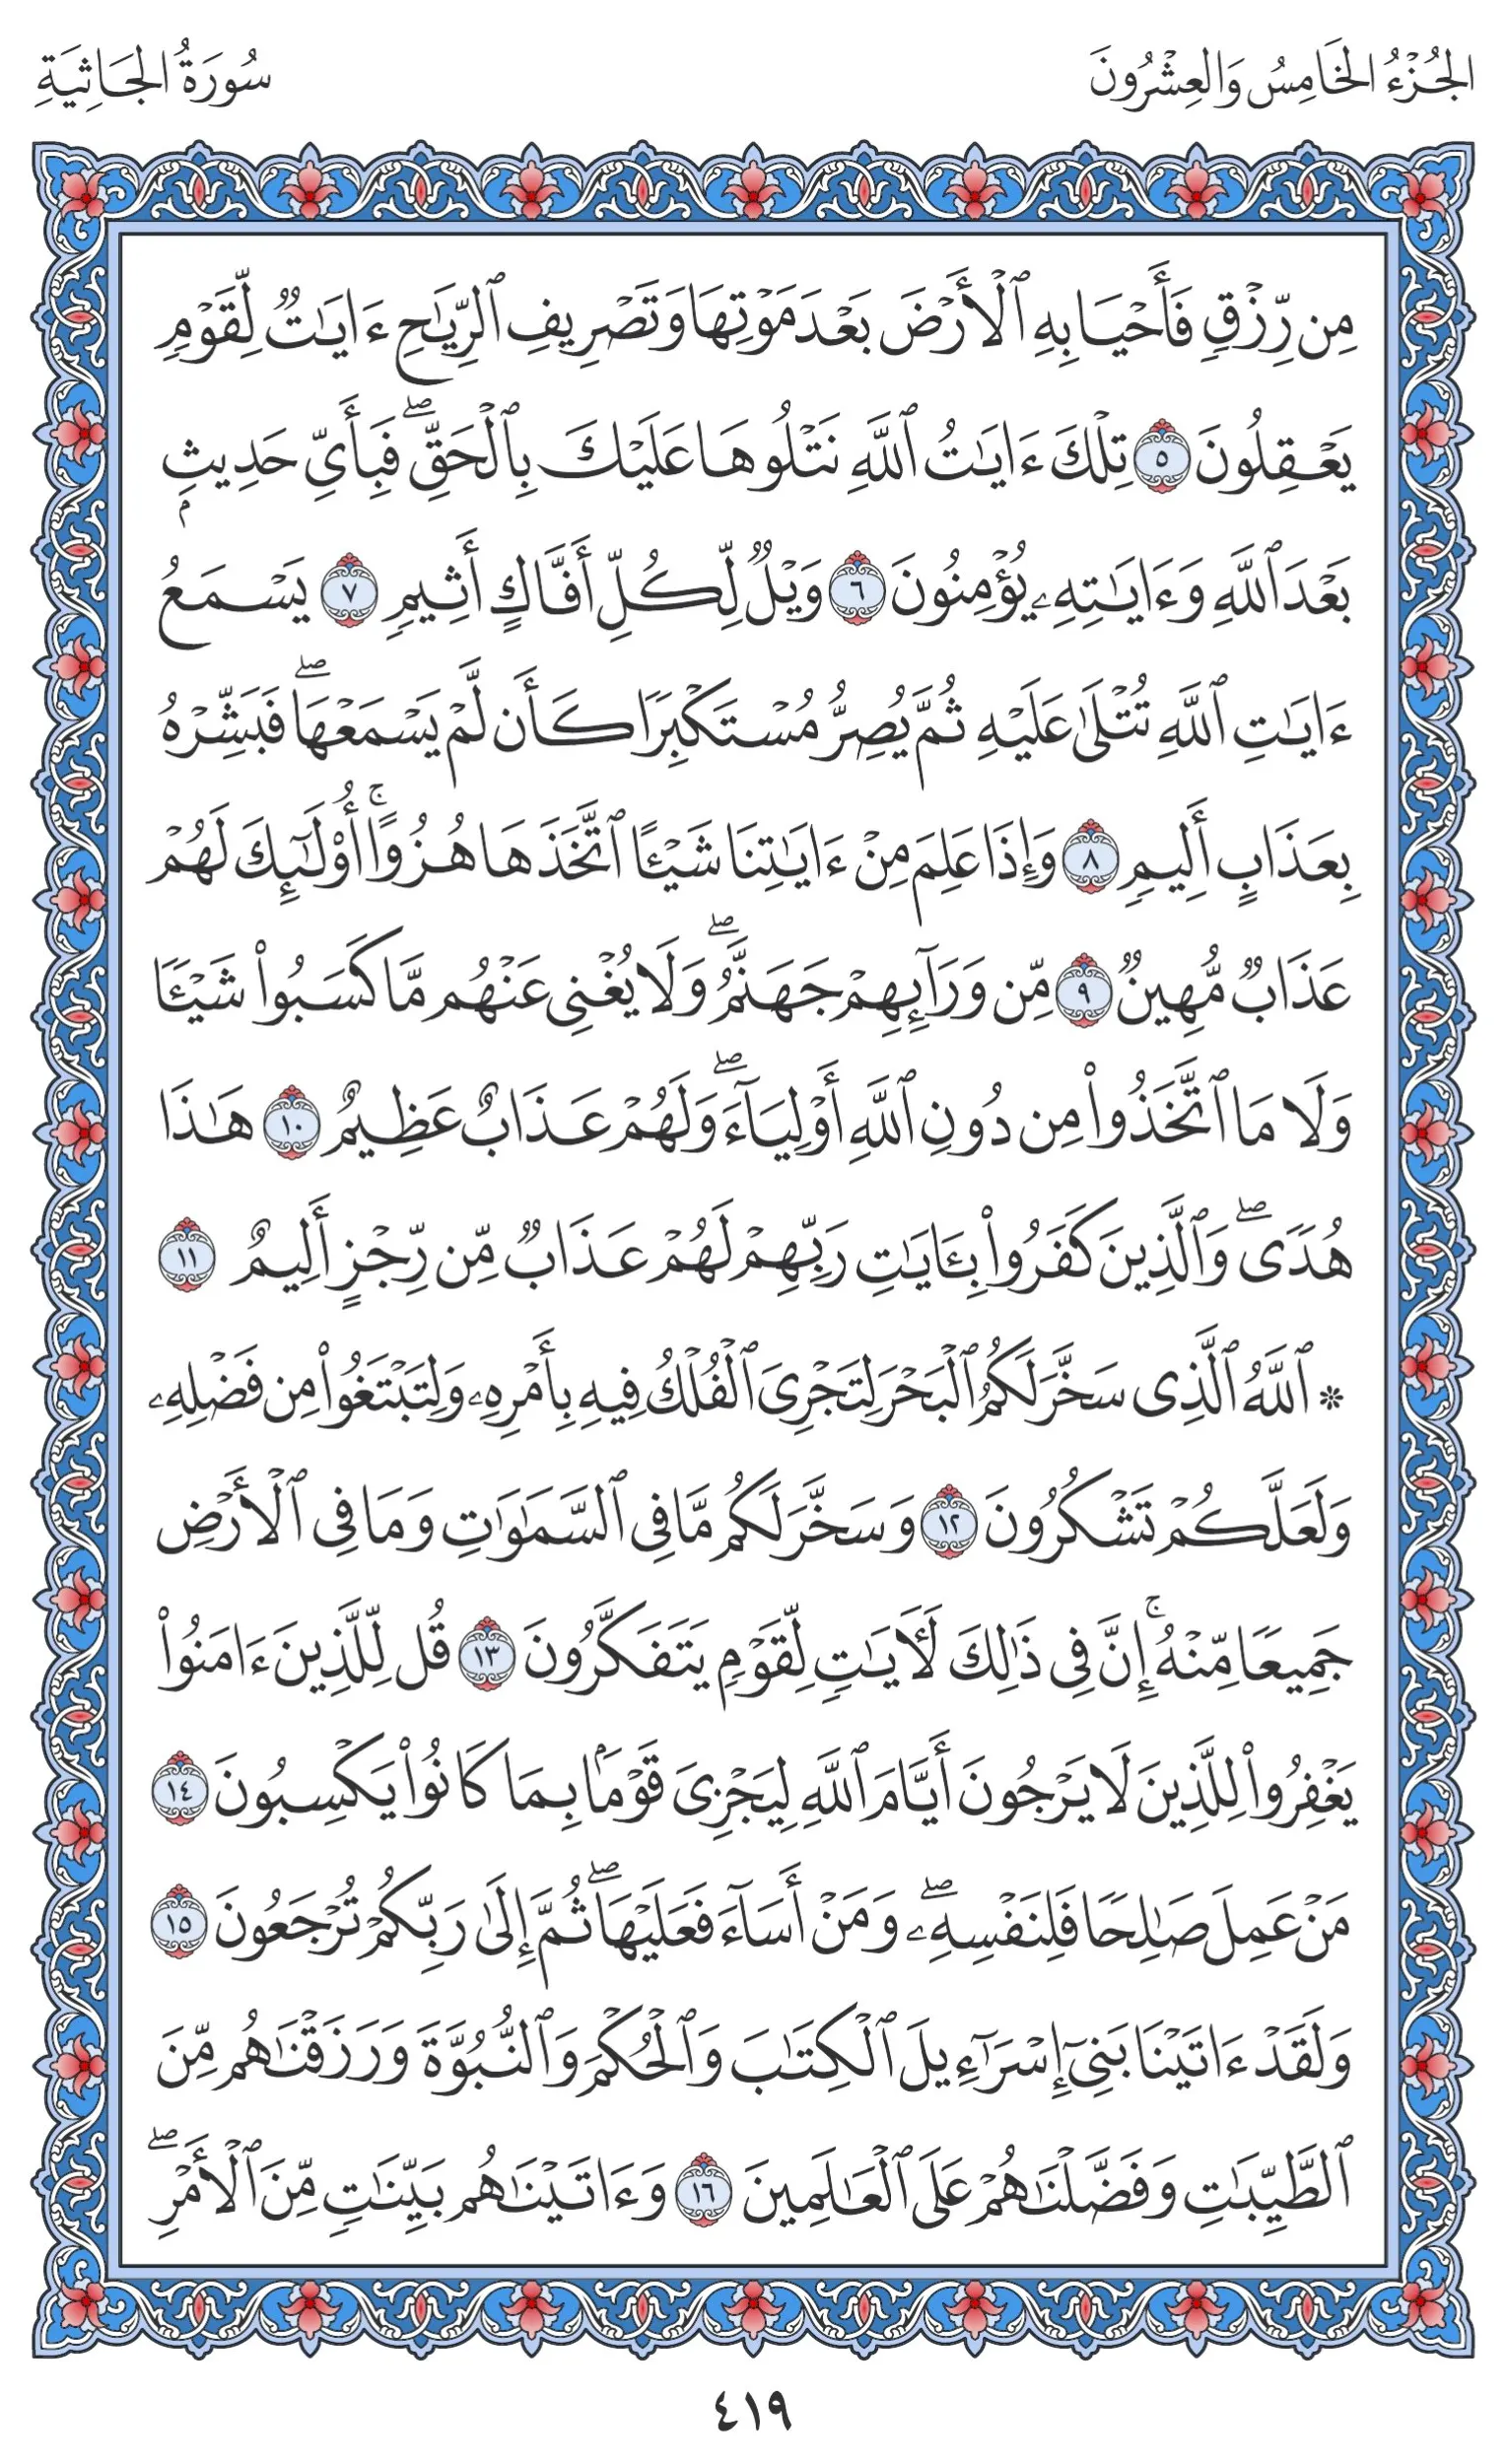 الجُزْءُ الخَامِسُ وَالعِشْرُونَ
سُورَةُ الجَاثِيَةِ
مِن رِّزْقٍ فَأَحْيَا بِهِ ٱلْأَرْضَ بَعْدَ مَوْتِهَا وَتَصْرِيفِ ٱلرِّيَـٰحِ ءَايَـٰتٌ لِّقَوْمٍ
يَعْقِلُونَ ٥ تِلْكَ ءَايَـٰتُ ٱللَّهِ نَتْلُوهَا عَلَيْكَ بِٱلْحَقِّ ۖ فَبِأَىِّ حَدِيثٍۭ
بَعْدَ ٱللَّهِ وَءَايَـٰتِهِۦ يُؤْمِنُونَ ٦ وَيْلٌ لِّكُلِّ أَفَّاكٍ أَثِيمٍ ٧ يَسْمَعُ
ءَايَـٰتِ ٱللَّهِ تُتْلَىٰ عَلَيْهِ ثُمَّ يُصِرُّ مُسْتَكْبِرًا كَأَن لَّمْ يَسْمَعْهَا ۖ فَبَشِّرْهُ
بِعَذَابٍ أَلِيمٍ ٨ وَإِذَا عَلِمَ مِنْ ءَايَـٰتِنَا شَيْـًٔا ٱتَّخَذَهَا هُزُوًا ۚ أُو۟لَـٰٓئِكَ لَهُمْ
عَذَابٌ مُّهِينٌ ٩ مِّن وَرَآئِهِمْ جَهَنَّمُ ۖ وَلَا يُغْنِى عَنْهُم مَّا كَسَبُوا۟ شَيْـًٔا
وَلَا مَا ٱتَّخَذُوا۟ مِن دُونِ ٱللَّهِ أَوْلِيَآءَ ۖ وَلَهُمْ عَذَابٌ عَظِيمٌ ١٠ هَـٰذَا
هُدًى ۖ وَٱلَّذِينَ كَفَرُوا۟ بِـَٔايَـٰتِ رَبِّهِمْ لَهُمْ عَذَابٌ مِّن رِّجْزٍ أَلِيمٌ ١١
۞ ٱللَّهُ ٱلَّذِى سَخَّرَ لَكُمُ ٱلْبَحْرَ لِتَجْرِىَ ٱلْفُلْكُ فِيهِ بِأَمْرِهِۦ وَلِتَبْتَغُوا۟ مِن فَضْلِهِۦ
وَلَعَلَّكُمْ تَشْكُرُونَ ١٢ وَسَخَّرَ لَكُم مَّا فِى ٱلسَّمَـٰوَٰتِ وَمَا فِى ٱلْأَرْضِ
جَمِيعًا مِّنْهُ ۚ إِنَّ فِى ذَٰلِكَ لَـَٔايَـٰتٍ لِّقَوْمٍ يَتَفَكَّرُونَ ١٣ قُل لِّلَّذِينَ ءَامَنُوا۟
يَغْفِرُوا۟ لِلَّذِينَ لَا يَرْجُونَ أَيَّامَ ٱللَّهِ لِيَجْزِىَ قَوْمًۢا بِمَا كَانُوا۟ يَكْسِبُونَ ١٤
مَنْ عَمِلَ صَـٰلِحًا فَلِنَفْسِهِۦ ۖ وَمَنْ أَسَآءَ فَعَلَيْهَا ۖ ثُمَّ إِلَىٰ رَبِّكُمْ تُرْجَعُونَ ١٥
وَلَقَدْ ءَاتَيْنَا بَنِىٓ إِسْرَٰٓءِيلَ ٱلْكِتَـٰبَ وَٱلْحُكْمَ وَٱلنُّبُوَّةَ وَرَزَقْنَـٰهُم مِّنَ
ٱلطَّيِّبَـٰتِ وَفَضَّلْنَـٰهُمْ عَلَى ٱلْعَـٰلَمِينَ ١٦ وَءَاتَيْنَـٰهُم بَيِّنَـٰتٍ مِّنَ ٱلْأَمْرِ ۖ
٤١٩